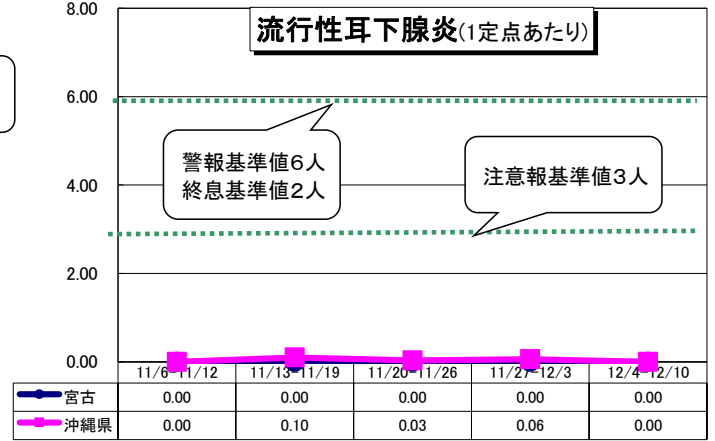 流行性耳下腺炎(1定点あたり)
8.00
6.00
4.00
2.00
0.00
警報基準値6人
終息基準値2人
注意報基準値3人
11/6-11/12 11/13-11/19 11/20-11/26 11/27-12/3 12/4-12/10
宮古 0.00 0.00 0.00 0.00 0.00
沖縄県 0.00 0.10 0.03 0.06 0.00